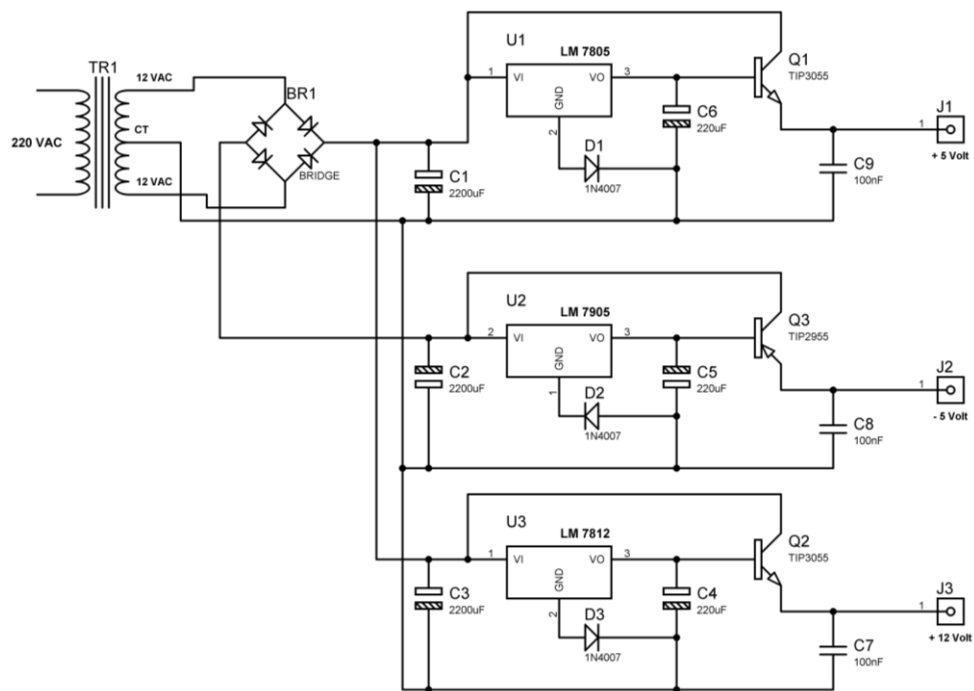 TR1
12 VAC
CT
12 VAC
220 VAC
BR1
BRIDGE
C1
2200uF
U1
LM 7805
1
VI
VO
3
GND
2
D1
1N4007
C6
220uF
Q1
TIP3055
C9
100nF
J1
1
+ 5 Volt
U2
LM 7905
2
VI
VO
3
GND
1
C2
2200uF
D2
1N4007
C5
220uF
Q3
TIP2955
C8
100nF
J2
1
- 5 Volt
U3
LM 7812
1
VI
VO
3
GND
2
C3
2200uF
D3
1N4007
C4
220uF
Q2
TIP3055
C7
100nF
J3
1
+ 12 Volt